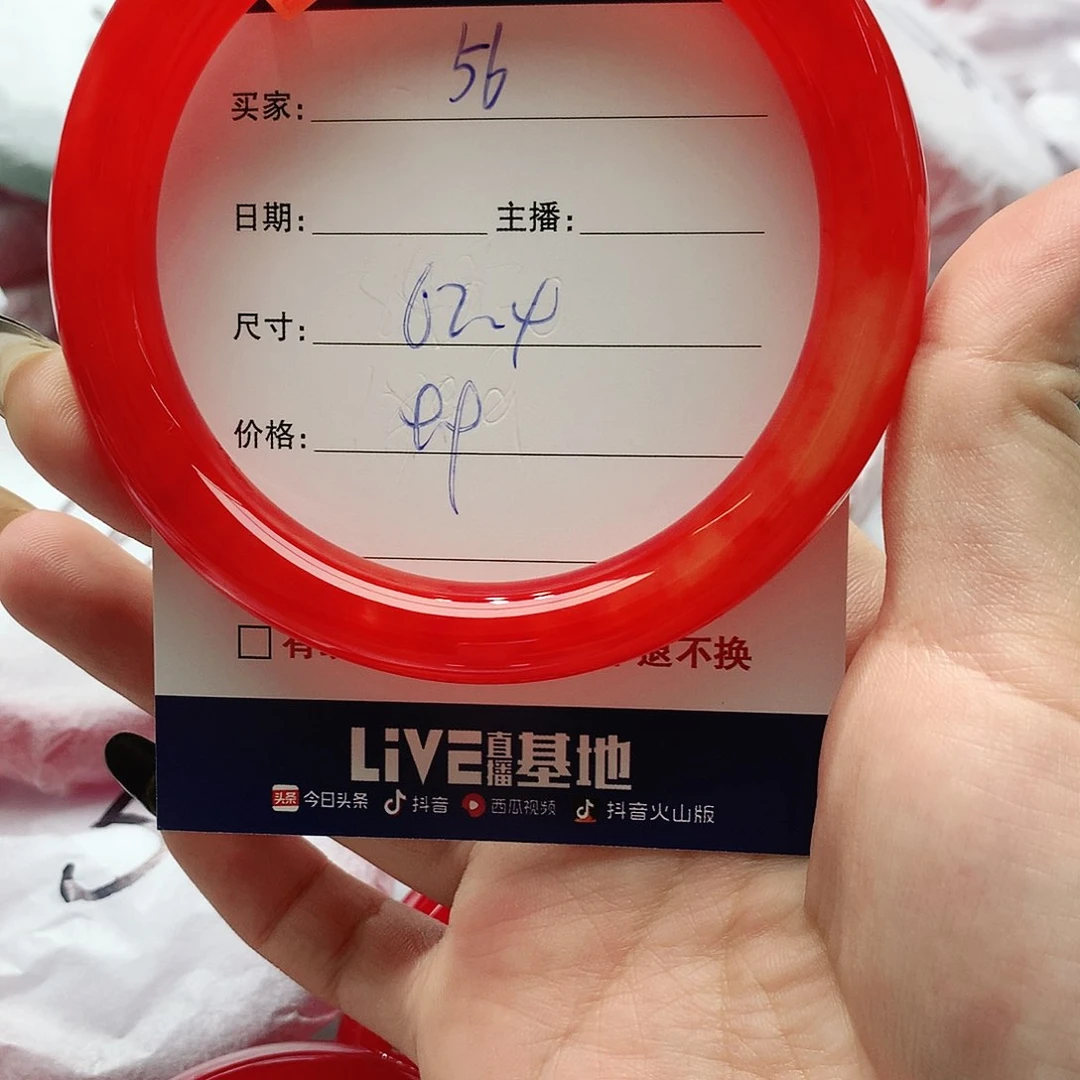 买家: 56
日期: 主播:
尺寸: 62-4
价格:
退不换
LiVE直播基地
头条 今日头条 抖音 西瓜视频 抖音火山版